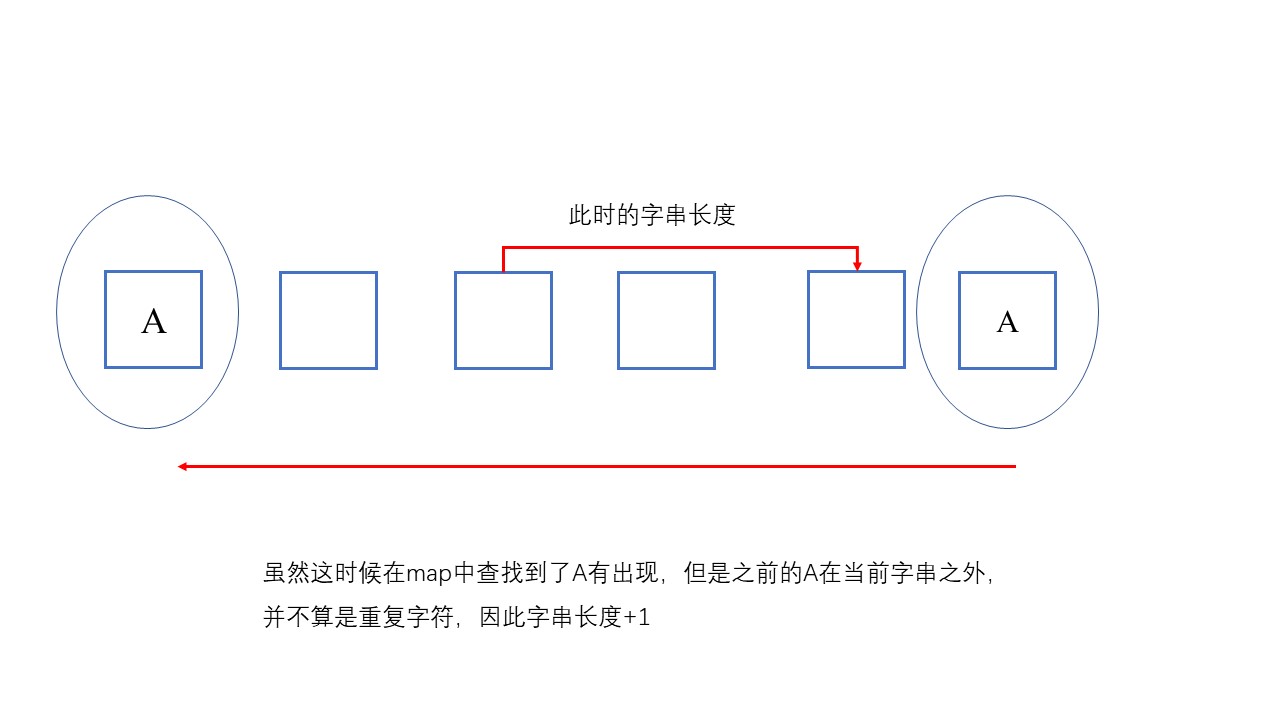 此时的字串长度
A
A
虽然这时候在map中查找到了A有出现，但是之前的A在当前字串之外，
并不算是重复字符，因此字串长度+1